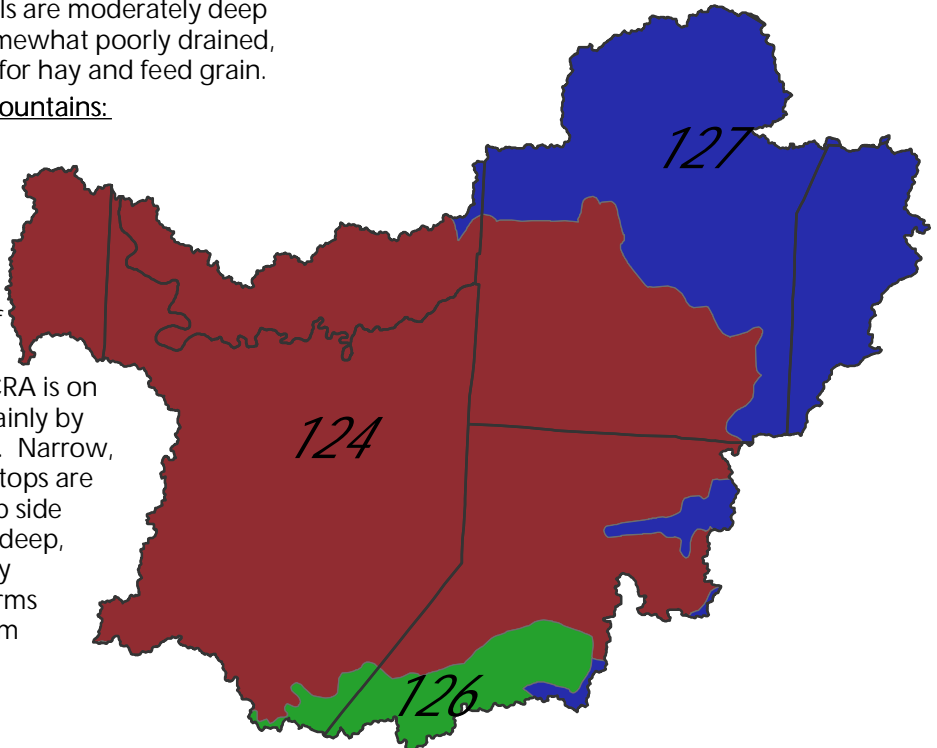 ls are moderately deep
mewhat poorly drained,
for hay and feed grain.
ountains:
127
CRA is on
ainly by
. Narrow,
tops are
p side
deep,
y
rms
m
124
126